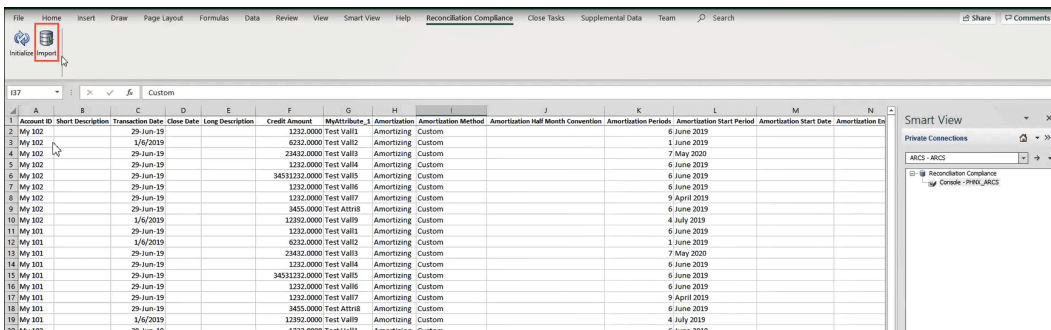 File Home Insert Draw Page Layout Formulas Data Review View Smart View Help Reconciliation Compliance Close Tasks Supplemental Data Team Search Share Comments
Initialize Import
I37 fx Custom
A B C D E F G H I J K L M N
1 Account ID Short Description Transaction Date Close Date Long Description Credit Amount MyAttribute_1 Amortization Amortization Method Amortization Half Month Convention Amortization Periods Amortization Start Period Amortization Start Date Amortization En
2 My 102 29-Jun-19 1232.0000 Test Vall1 Amortizing Custom 6 June 2019
3 My 102 1/6/2019 6232.0000 Test Vall2 Amortizing Custom 1 June 2019
4 My 102 29-Jun-19 23432.0000 Test Vall3 Amortizing Custom 7 May 2020
5 My 102 29-Jun-19 1232.0000 Test Vall4 Amortizing Custom 6 June 2019
6 My 102 29-Jun-19 34531232.0000 Test Vall5 Amortizing Custom 6 June 2019
7 My 102 29-Jun-19 1232.0000 Test Vall6 Amortizing Custom 6 June 2019
8 My 102 29-Jun-19 1232.0000 Test Vall7 Amortizing Custom 9 April 2019
9 My 102 29-Jun-19 3455.0000 Test Attri8 Amortizing Custom 6 June 2019
10 My 102 1/6/2019 12392.0000 Test Vall9 Amortizing Custom 4 July 2019
11 My 101 29-Jun-19 1232.0000 Test Vall1 Amortizing Custom 6 June 2019
12 My 101 1/6/2019 6232.0000 Test Vall2 Amortizing Custom 1 June 2019
13 My 101 29-Jun-19 23432.0000 Test Vall3 Amortizing Custom 7 May 2020
14 My 101 29-Jun-19 1232.0000 Test Vall4 Amortizing Custom 6 June 2019
15 My 101 29-Jun-19 34531232.0000 Test Vall5 Amortizing Custom 6 June 2019
16 My 101 29-Jun-19 1232.0000 Test Vall6 Amortizing Custom 6 June 2019
17 My 101 29-Jun-19 1232.0000 Test Vall7 Amortizing Custom 9 April 2019
18 My 101 29-Jun-19 3455.0000 Test Attri8 Amortizing Custom 6 June 2019
19 My 101 1/6/2019 12392.0000 Test Vall9 Amortizing Custom 4 July 2019
Smart View
Private Connections
ARCS - ARCS
Reconciliation Compliance
Console - PHNX_ARCS